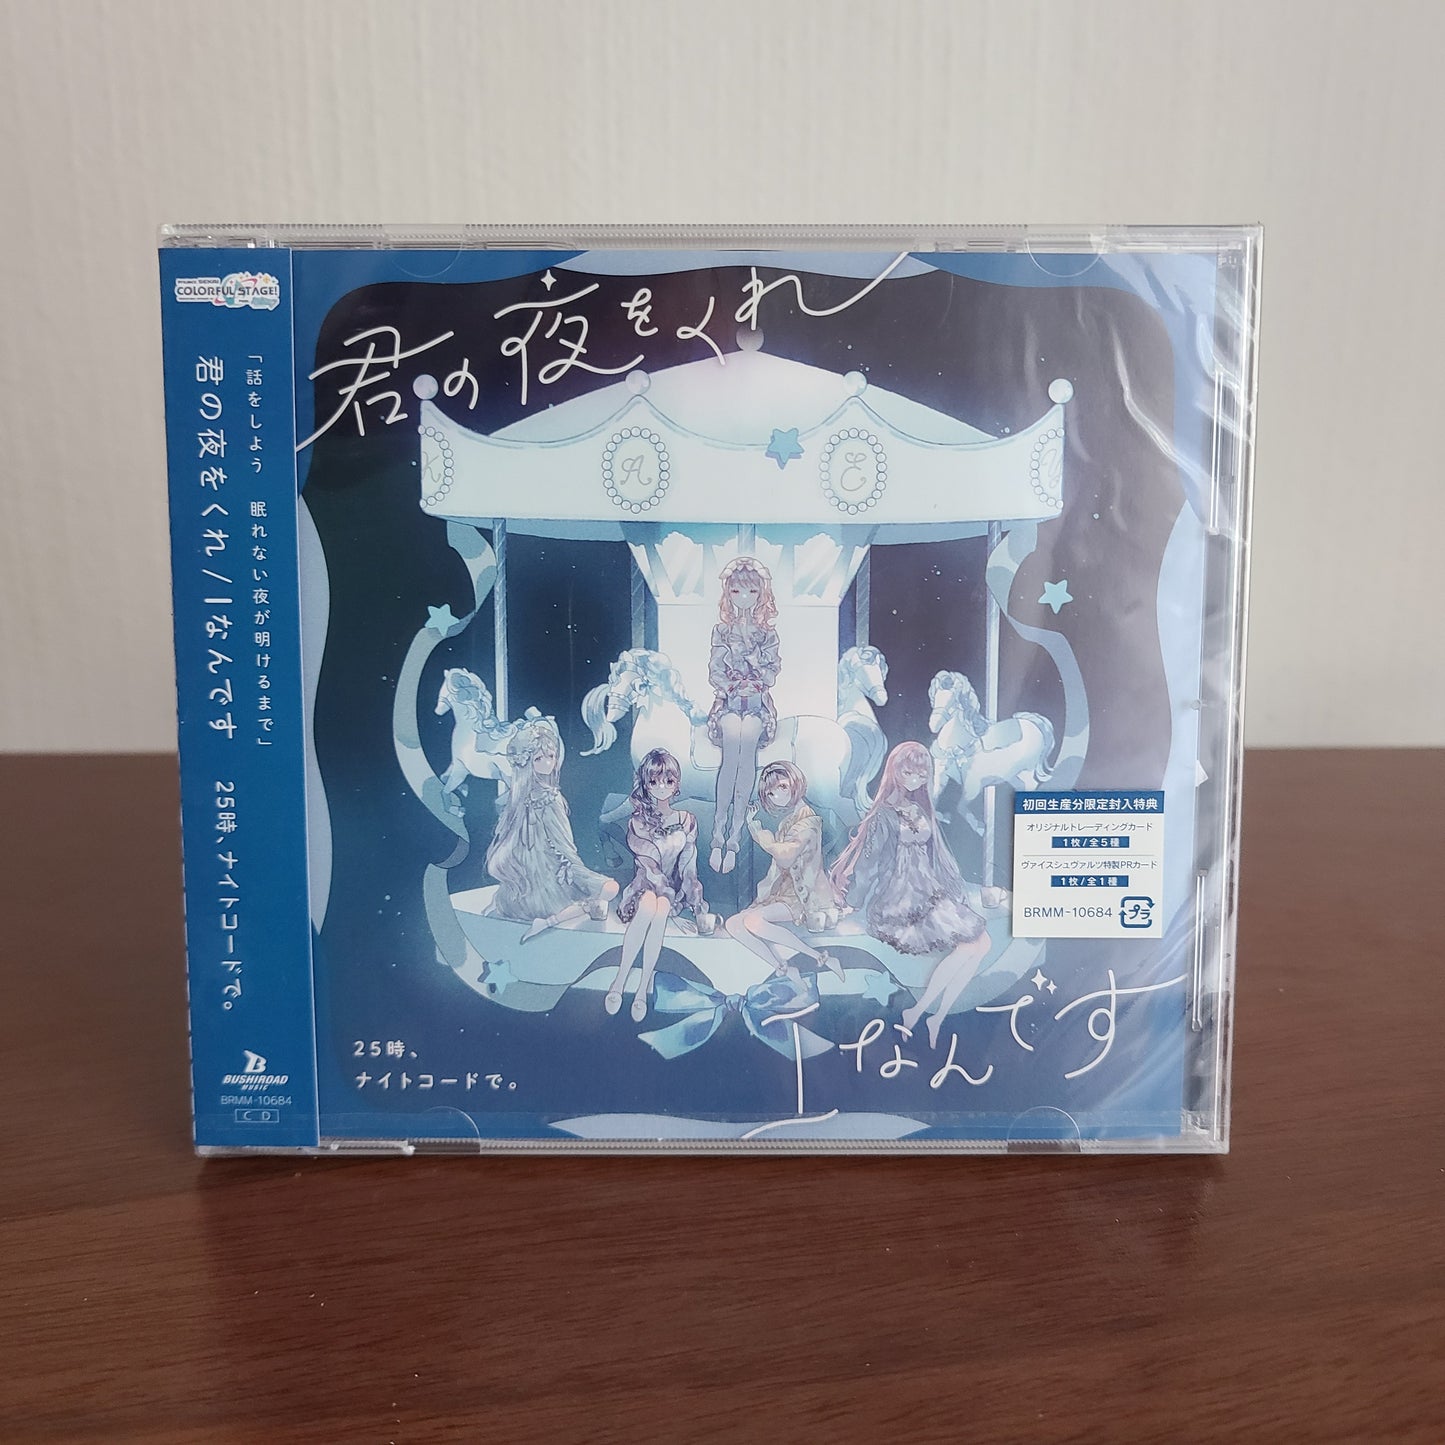 PROJECT SEKAI
COLORFUL STAGE!
「話をしよう 眠れない夜が明けるまで」
君の夜をくれ/Iなんです 25時、ナイトコードで。
BUSHIROAD
MUSIC
BRMM-10684
CD
君の夜をくれ
K A E Y
Iなんです
25時、
ナイトコードで。
初回生産分限定封入特典
オリジナルトレーディングカード
1枚/全5種
ヴァイスシュヴァルツ特製PRカード
1枚/全1種
BRMM-10684
プラ